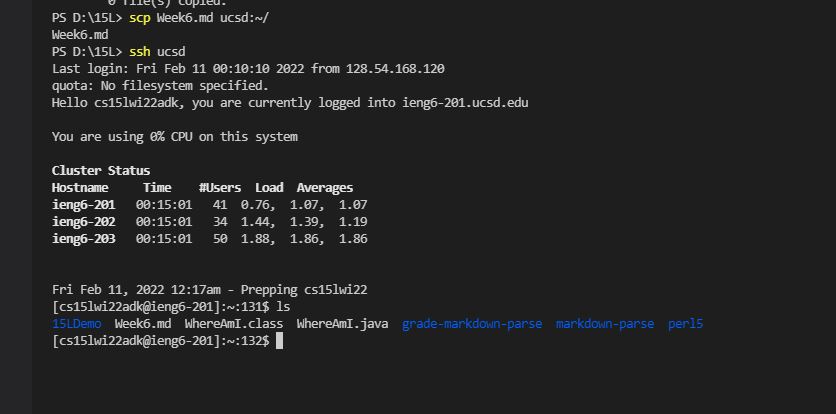 0 file(s) copied.
PS D:\15L> scp Week6.md ucsd:~/
Week6.md
PS D:\15L> ssh ucsd
Last login: Fri Feb 11 00:10:10 2022 from 128.54.168.120
quota: No filesystem specified.
Hello cs15lwi22adk, you are currently logged into ieng6-201.ucsd.edu
You are using 0% CPU on this system
Cluster Status
Hostname     Time    #Users  Load  Averages
ieng6-201   00:15:01   41  0.76,  1.07,  1.07
ieng6-202   00:15:01   34  1.44,  1.39,  1.19
ieng6-203   00:15:01   50  1.88,  1.86,  1.86
Fri Feb 11, 2022 12:17am - Prepping cs15lwi22
[cs15lwi22adk@ieng6-201]:~:131$ ls
15LDemo  Week6.md  WhereAmI.class  WhereAmI.java  grade-markdown-parse  markdown-parse  perl5
[cs15lwi22adk@ieng6-201]:~:132$